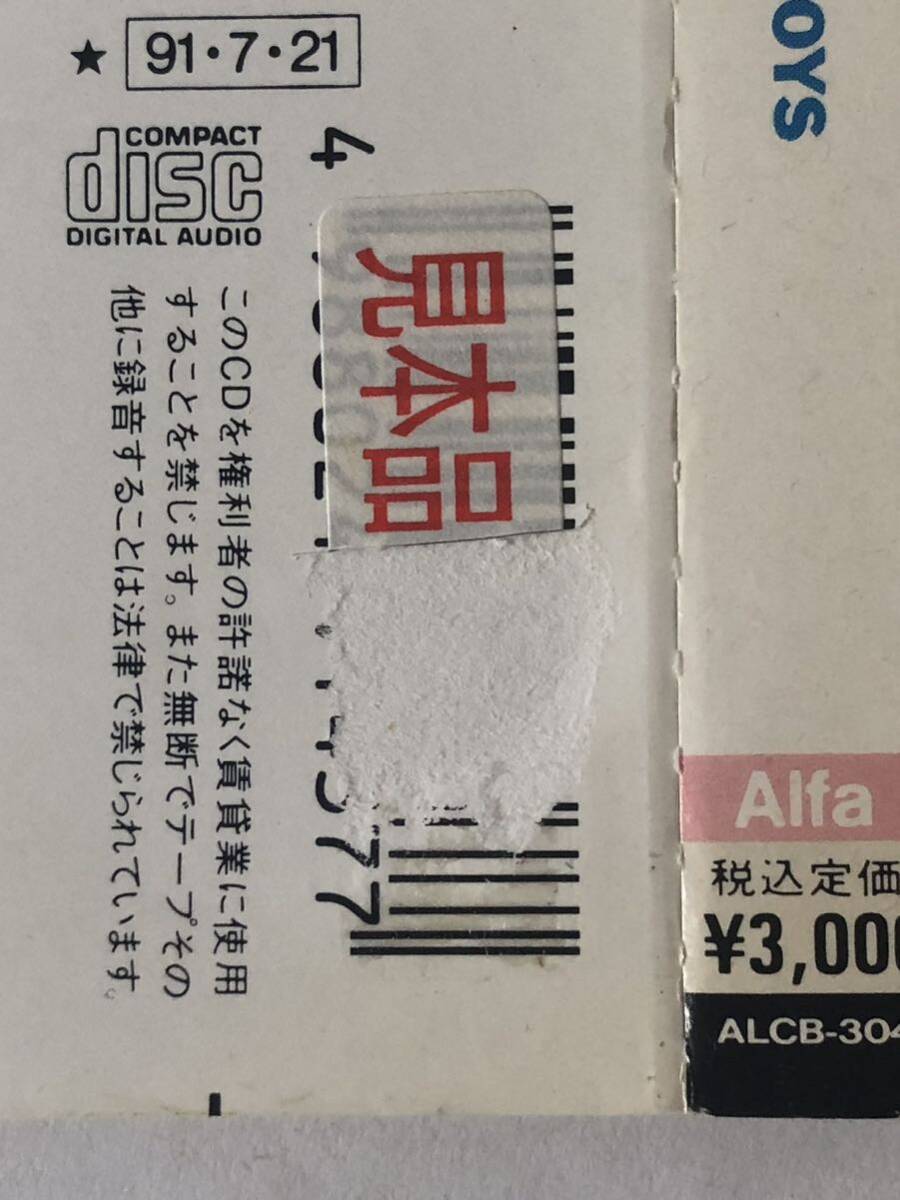 ★ 91・7・21
COMPACT
disc
DIGITAL AUDIO
4
見本品
このCDを権利者の許諾なく賃貸業に使用
することを禁じます。また無断でテープその
他に録音することは法律で禁じられています。
OYS
Alfa
税込定価
¥3,000
ALCB-304